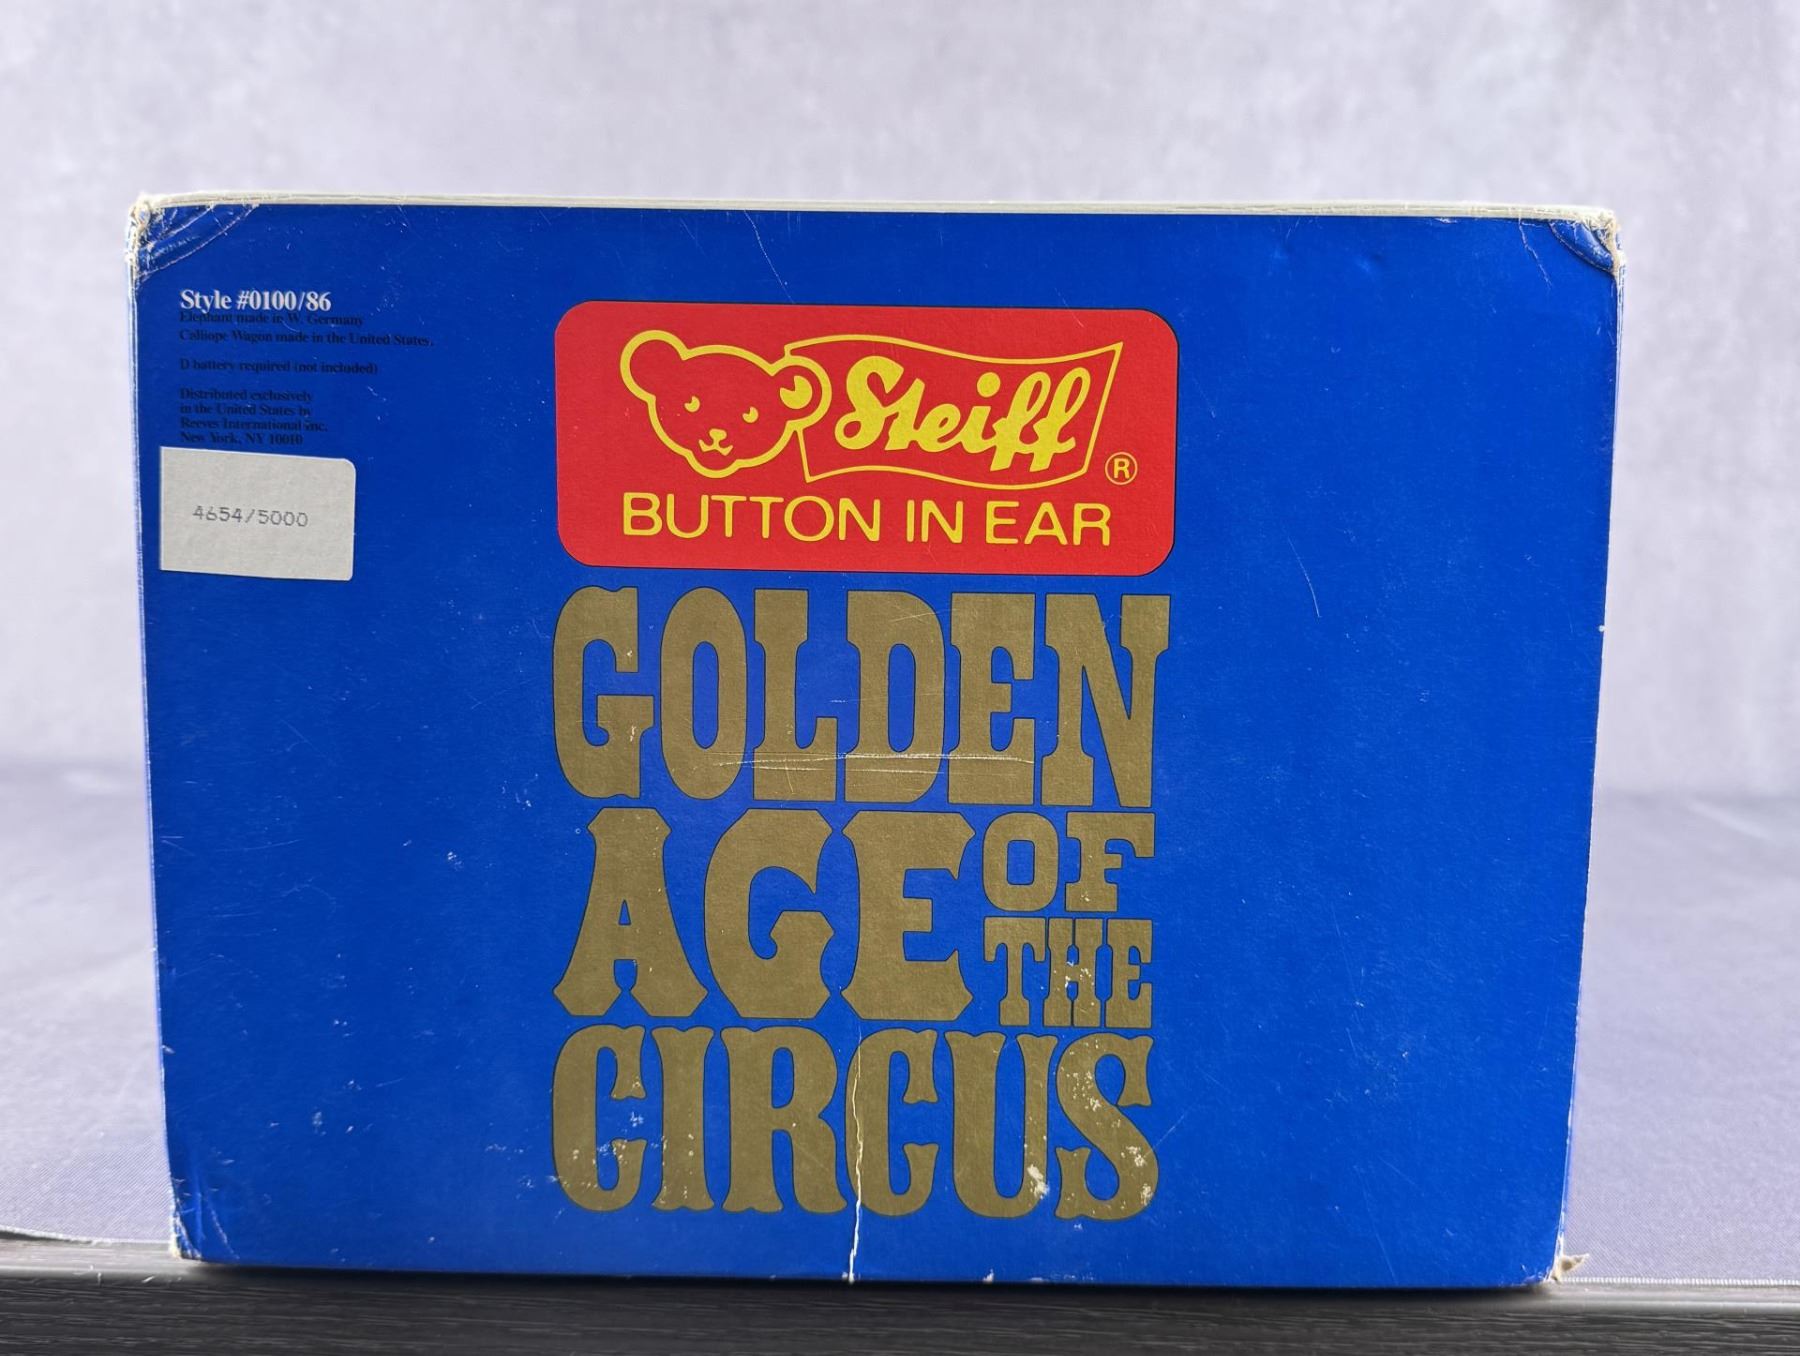 Style #0100/86
Elephant made in W. Germany
Calliope Wagon made in the United States.
D battery required (not included)
Distributed exclusively
in the United States by
Reeves International Inc.
New York, NY 10010
4654/5000
Steiff ®
BUTTON IN EAR
GOLDEN
AGE OF
THE
CIRCUS